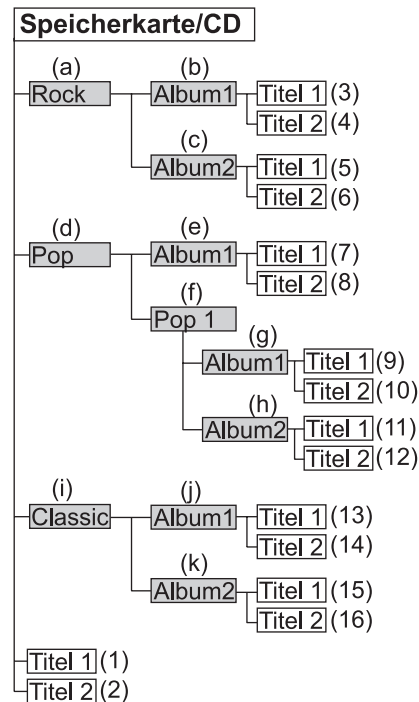 Speicherkarte/CD
(a) (b)
Rock Album1 Titel 1 (3)
Titel 2 (4)
(c)
Album2 Titel 1 (5)
Titel 2 (6)
(d) (e)
Pop Album1 Titel 1 (7)
Titel 2 (8)
(f)
Pop 1
(g)
Album1 Titel 1 (9)
Titel 2 (10)
(h)
Album2 Titel 1 (11)
Titel 2 (12)
(i) (j)
Classic Album1 Titel 1 (13)
Titel 2 (14)
(k)
Album2 Titel 1 (15)
Titel 2 (16)
Titel 1 (1)
Titel 2 (2)